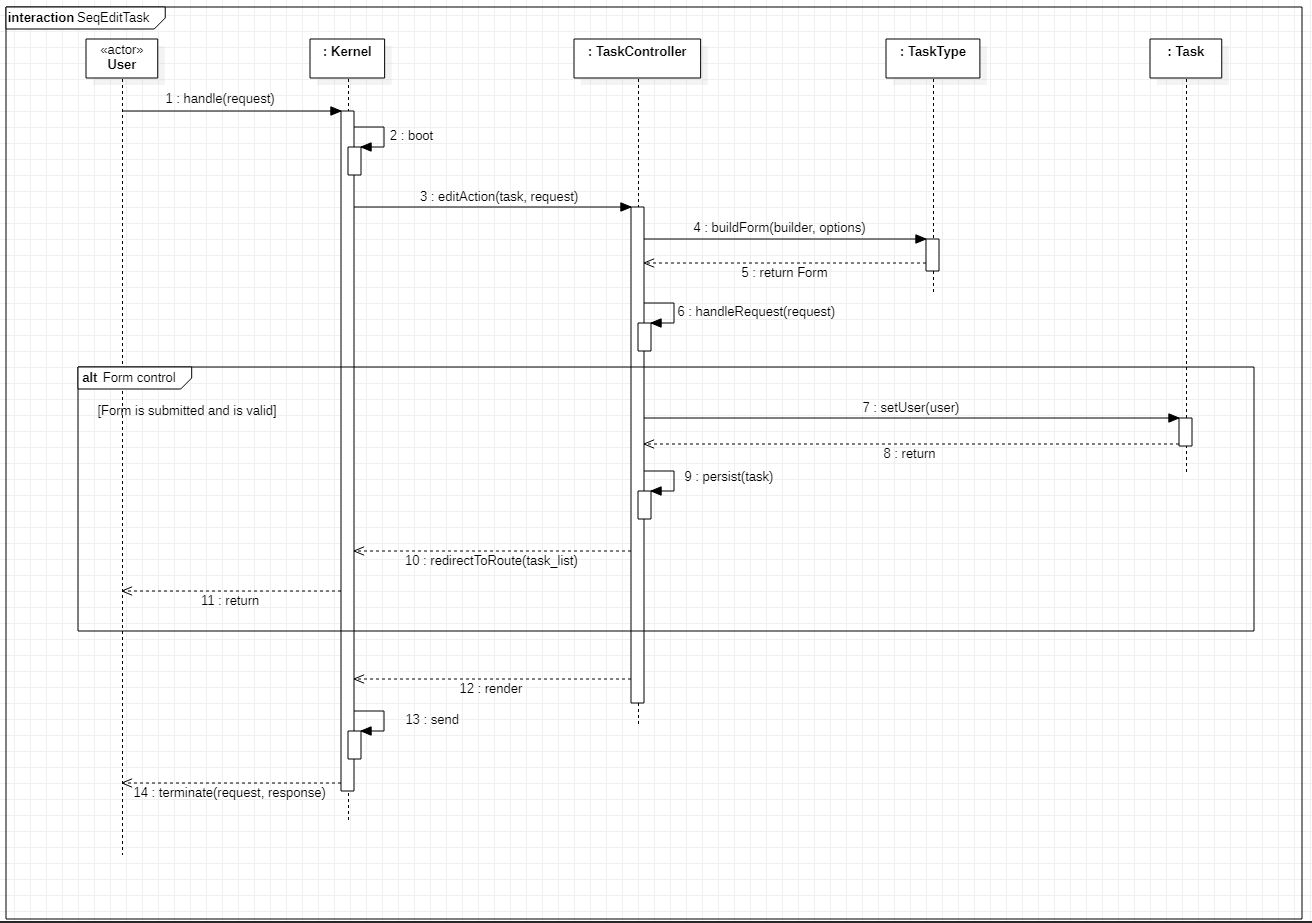 interaction SeqEditTask
«actor»
User
: Kernel
: TaskController
: TaskType
: Task
1 : handle(request)
2 : boot
3 : editAction(task, request)
4 : buildForm(builder, options)
5 : return Form
6 : handleRequest(request)
alt Form control
[Form is submitted and is valid]
7 : setUser(user)
8 : return
9 : persist(task)
10 : redirectToRoute(task_list)
11 : return
12 : render
13 : send
14 : terminate(request, response)